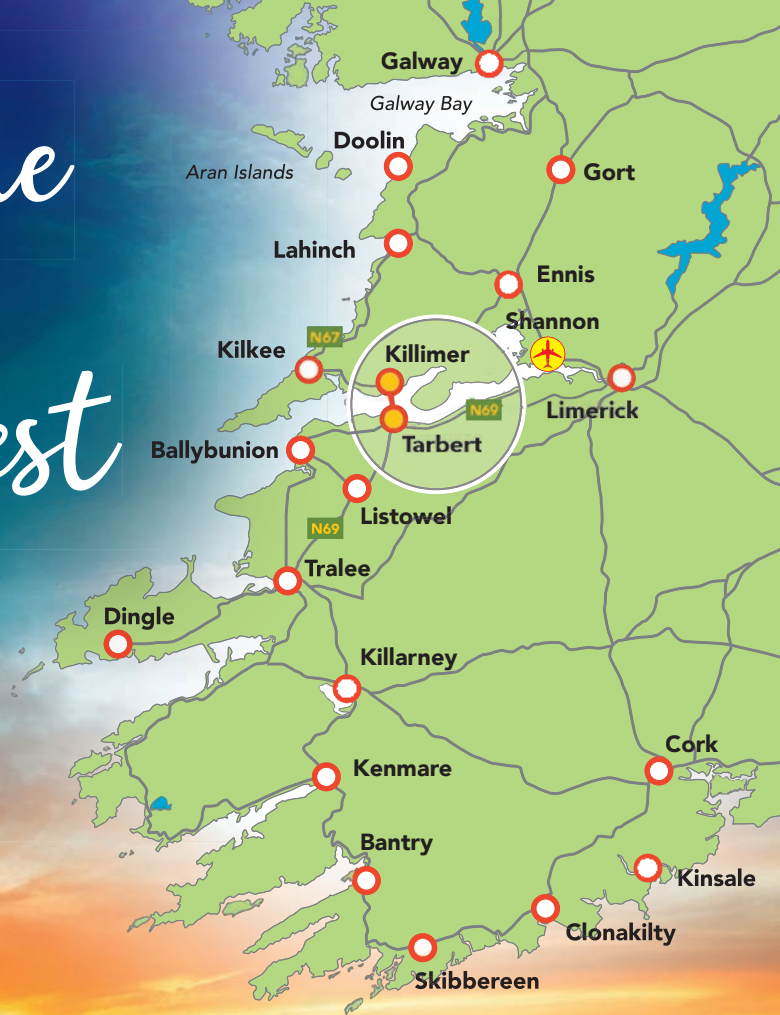 Galway
Galway Bay
Doolin
Aran Islands
Gort
Lahinch
Ennis
Shannon
N67
Kilkee
Killimer
N69
Limerick
Tarbert
Ballybunion
Listowel
N69
Tralee
Dingle
Killarney
Cork
Kenmare
Bantry
Kinsale
Clonakilty
Skibbereen